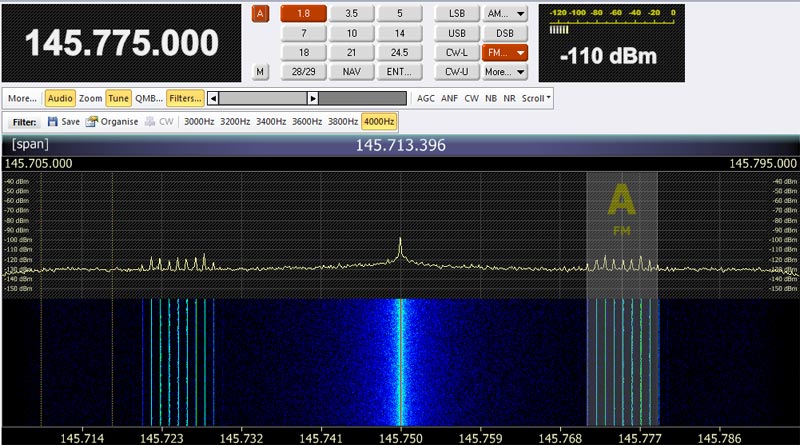 145.775.000
A
M
1.8 3.5 5
7 10 14
18 21 24.5
28/29 NAV ENT...
LSB AM...
USB DSB
CW-L FM...
CW-U More...
-120 -100 -80 -60 -40 -20 0
-110 dBm
More... Audio Zoom Tune QMB... Filters... AGC ANF CW NB NR Scroll
Filter: Save Organise CW 3000Hz 3200Hz 3400Hz 3600Hz 3800Hz 4000Hz
[span] 145.713.396
145.705.000 145.795.000
-40 dBm -40 dBm
-50 dBm -50 dBm
-60 dBm -60 dBm
-70 dBm -70 dBm
-80 dBm -80 dBm
-90 dBm -90 dBm
-100 dBm -100 dBm
-110 dBm -110 dBm
-120 dBm -120 dBm
-130 dBm -130 dBm
-140 dBm -140 dBm
-150 dBm -150 dBm
A
FM
145.714 145.723 145.732 145.741 145.750 145.759 145.768 145.777 145.786